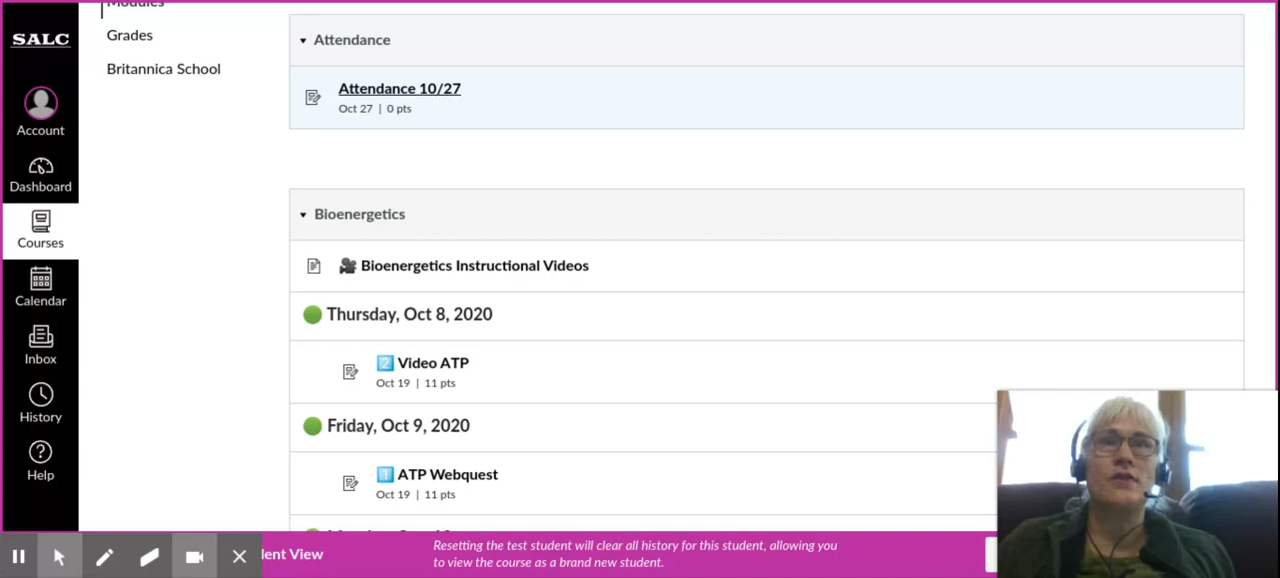 Modules
SALC
Grades
Britannica School
Account
Dashboard
Courses
Calendar
Inbox
History
Help
Attendance
Attendance 10/27
Oct 27 | 0 pts
Bioenergetics
🎥 Bioenergetics Instructional Videos
Thursday, Oct 8, 2020
2️⃣ Video ATP
Oct 19 | 11 pts
Friday, Oct 9, 2020
1️⃣ ATP Webquest
Oct 19 | 11 pts
View
Resetting the test student will clear all history for this student, allowing you
to view the course as a brand new student.